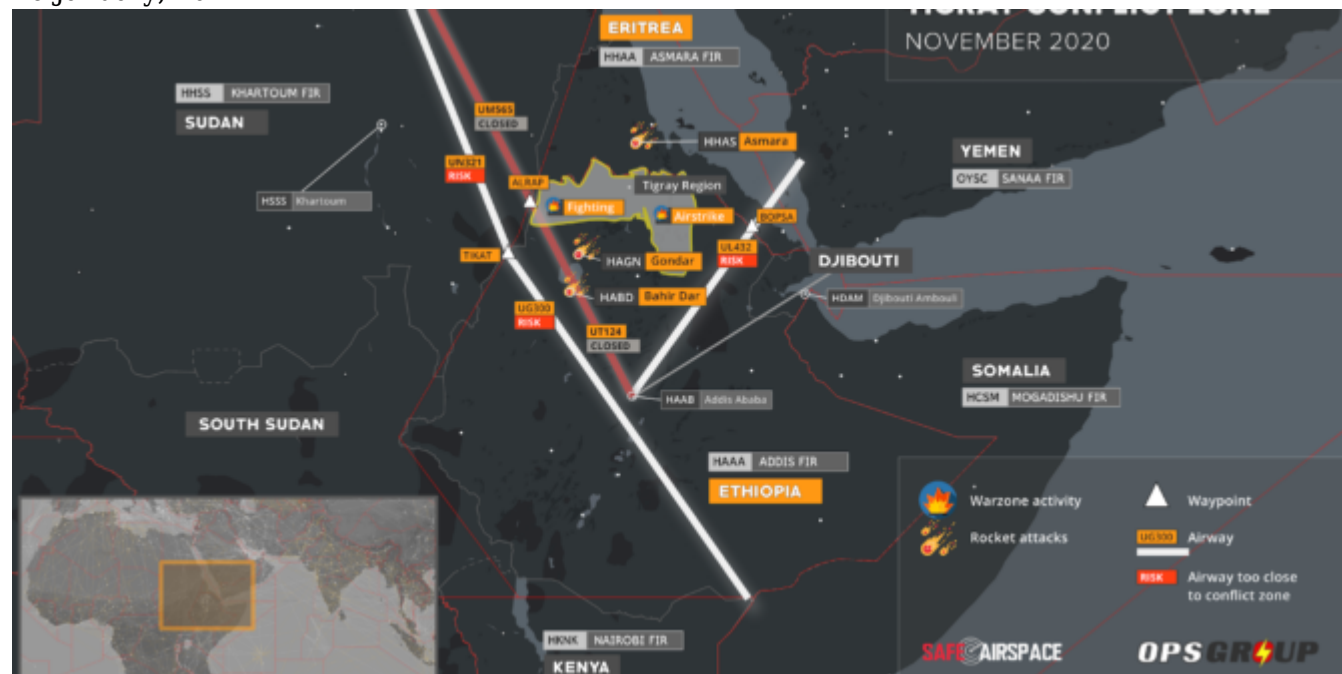 ERITREA
NOVEMBER 2020
HHAA ASMARA FIR
HHSS KHARTOUM FIR
SUDAN
UM565
CLOSED
HHAS Asmara
YEMEN
OYSC SANAA FIR
UN321
RISK
ALRAP
Tigray Region
HSSS Khartoum
Fighting
Airstrike
BOPSA
TIKAT
HAGN Gondar
UL432
RISK
DJIBOUTI
HABD Bahir Dar
HDAM Djibouti Ambouli
UG300
RISK
UT124
CLOSED
SOMALIA
HCSM MOGADISHU FIR
HAAB Addis Ababa
SOUTH SUDAN
HAAA ADDIS FIR
ETHIOPIA
Warzone activity
Waypoint
Rocket attacks
UG300 Airway
RISK Airway too close
to conflict zone
HKNK NAIROBI FIR
KENYA
SAFE AIRSPACE
OPSGROUP